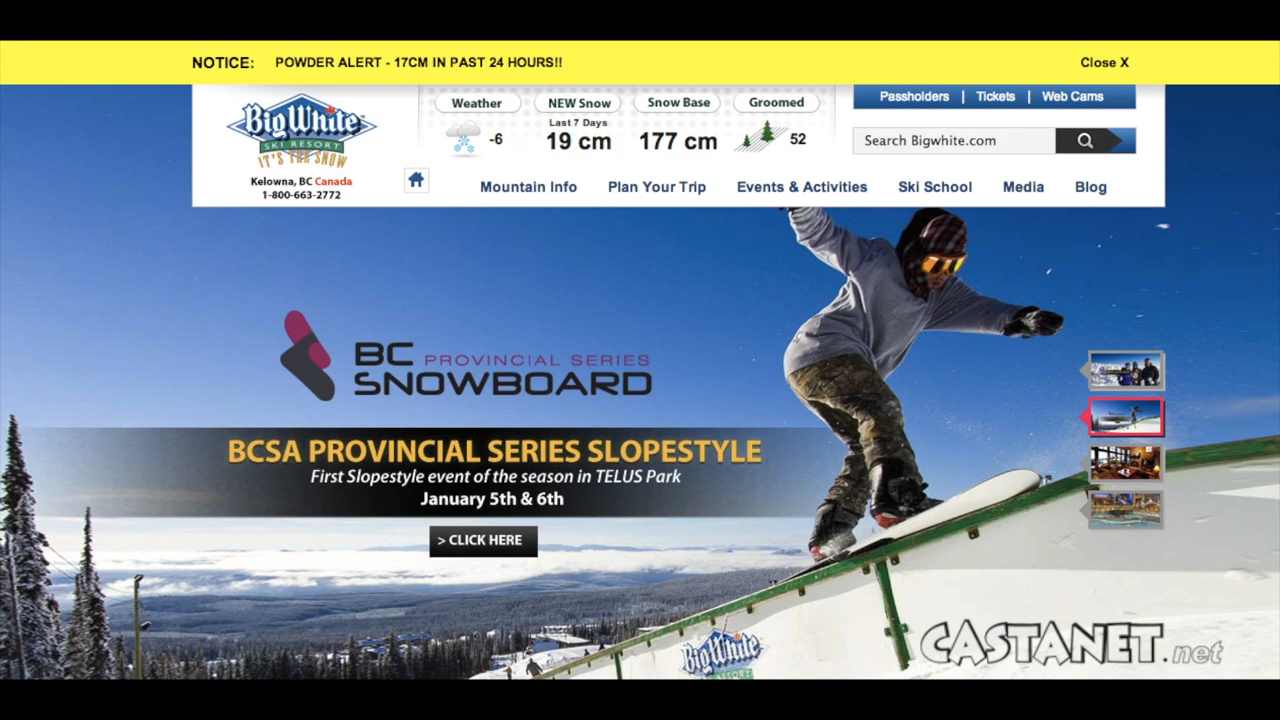 NOTICE: POWDER ALERT - 17CM IN PAST 24 HOURS!! Close X
Big White
SKI RESORT
IT'S THE SNOW
Kelowna, BC Canada
1-800-663-2772
Weather
-6
NEW Snow
Last 7 Days
19 cm
Snow Base
177 cm
Groomed
52
Passholders | Tickets | Web Cams
Search Bigwhite.com
Mountain Info Plan Your Trip Events & Activities Ski School Media Blog
BC PROVINCIAL SERIES
SNOWBOARD
BCSA PROVINCIAL SERIES SLOPESTYLE
First Slopestyle event of the season in TELUS Park
January 5th & 6th
> CLICK HERE
Big White
RESORT
CASTANET.net